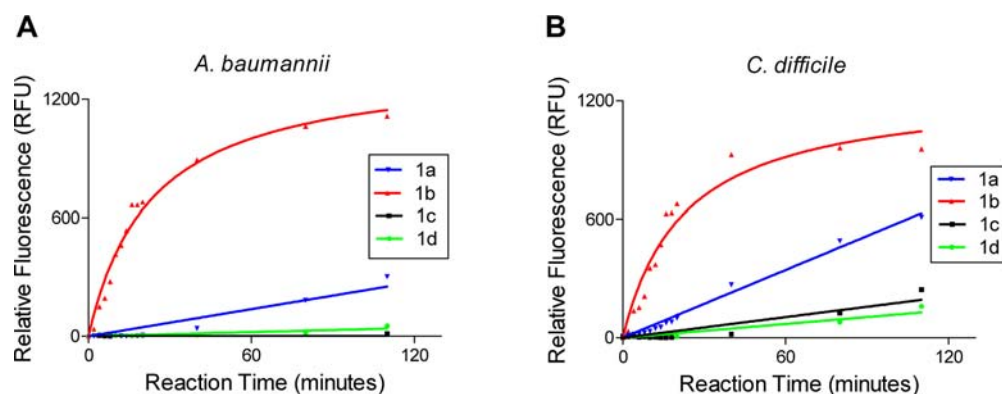 A
A. baumannii
Relative Fluorescence (RFU)
1200
600
0
0
60
120
Reaction Time (minutes)
1a
1b
1c
1d
B
C. difficile
Relative Fluorescence (RFU)
1200
600
0
0
60
120
Reaction Time (minutes)
1a
1b
1c
1d